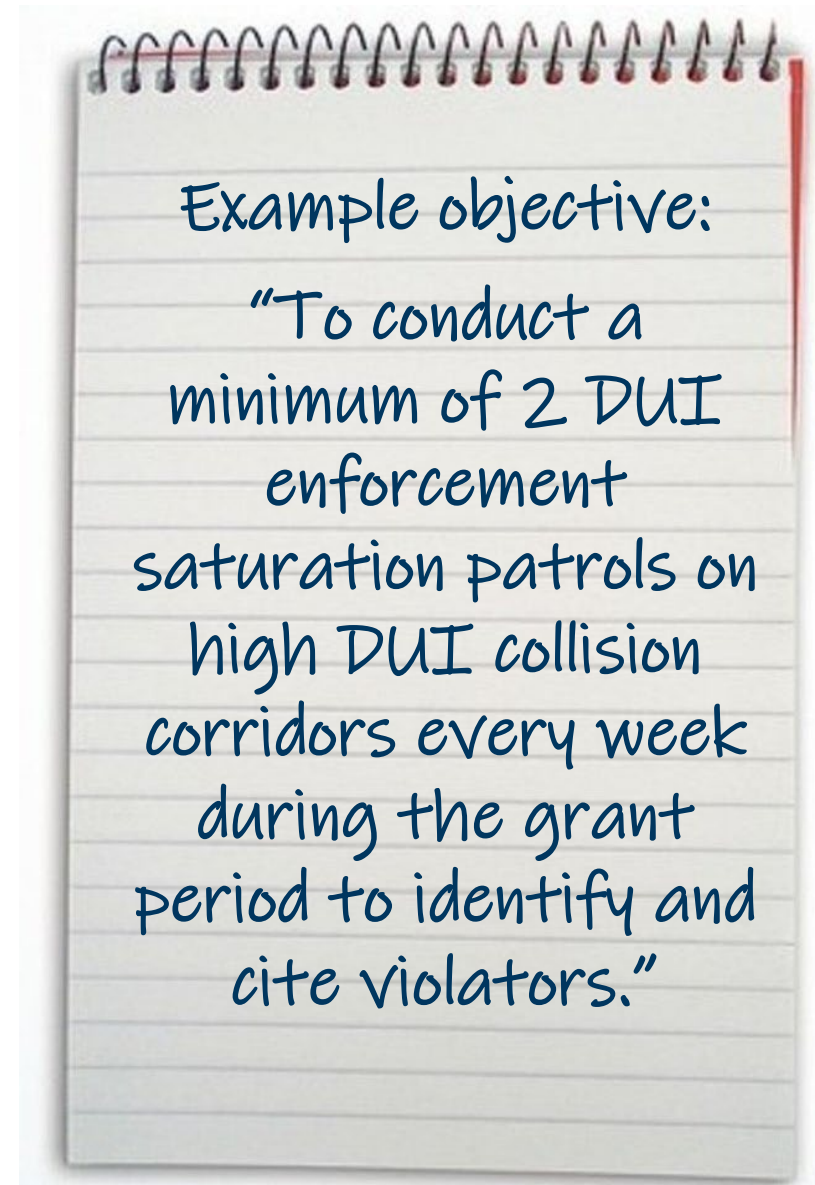 Example objective:
“To conduct a
minimum of 2 DUI
enforcement
saturation patrols on
high DUI collision
corridors every week
during the grant
period to identify and
cite violators.”